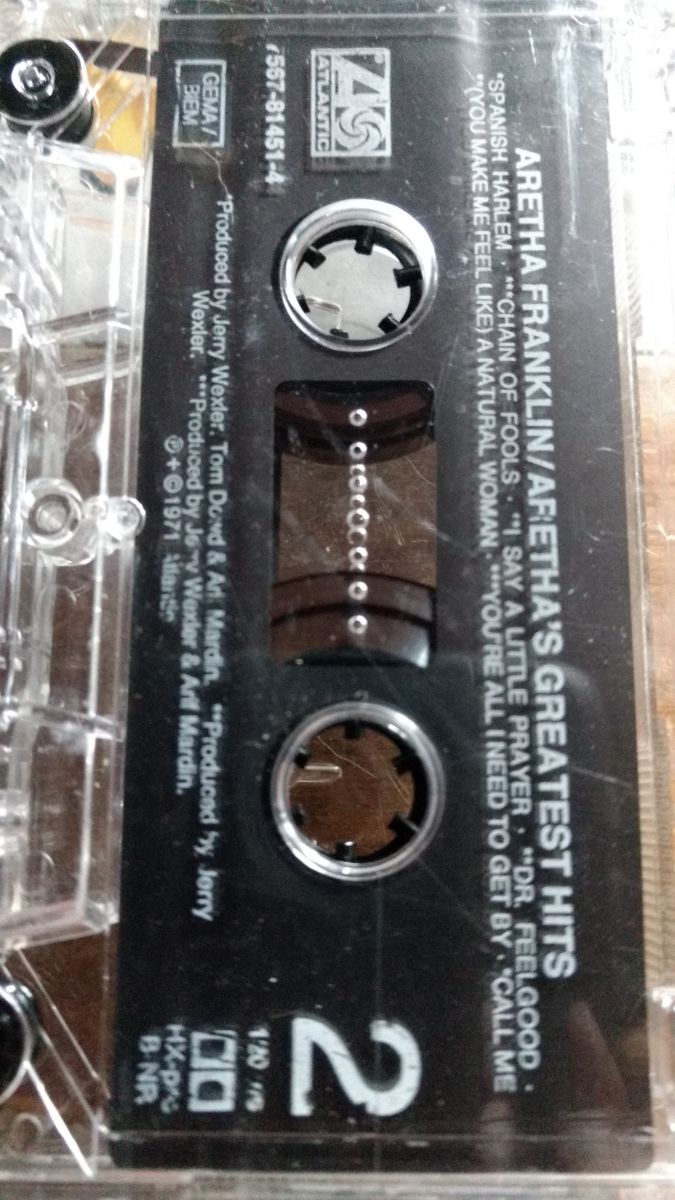 ARETHA FRANKLIN/ARETHA'S GREATEST HITS
*SPANISH HARLEM · ***CHAIN OF FOOLS · **I SAY A LITTLE PRAYER · **DR. FEELGOOD ·
**(YOU MAKE ME FEEL LIKE) A NATURAL WOMAN · ***YOU'RE ALL I NEED TO GET BY · *CALL ME
ATLANTIC
7567-81451-4
GEMA/
BIEM
2
120 µs
HX-pro
B NR
*Produced by Jerry Wexler, Tom Dowd & Arif Mardin. **Produced by Jerry
Wexler. ***Produced by Jerry Wexler & Arif Mardin.
℗ + © 1971 Atlantic